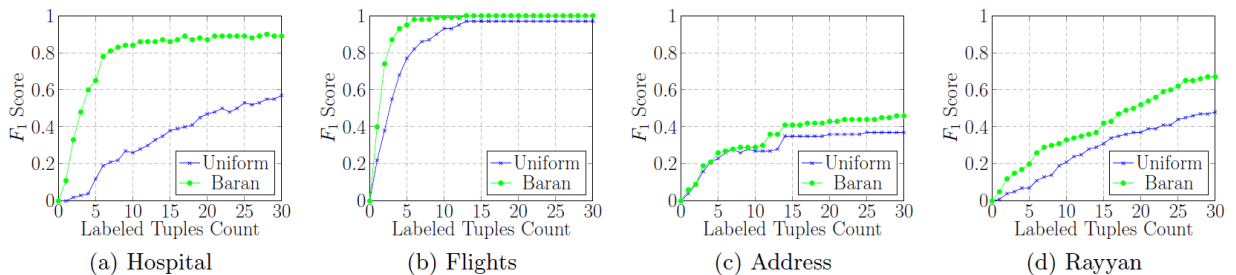 1
0.8
0.6
0.4
0.2
0
F1 Score
Uniform
Baran
0 5 10 15 20 25 30
Labeled Tuples Count
(a) Hospital
1
0.8
0.6
0.4
0.2
0
F1 Score
Uniform
Baran
0 5 10 15 20 25 30
Labeled Tuples Count
(b) Flights
1
0.8
0.6
0.4
0.2
0
F1 Score
Uniform
Baran
0 5 10 15 20 25 30
Labeled Tuples Count
(c) Address
1
0.8
0.6
0.4
0.2
0
F1 Score
Uniform
Baran
0 5 10 15 20 25 30
Labeled Tuples Count
(d) Rayyan